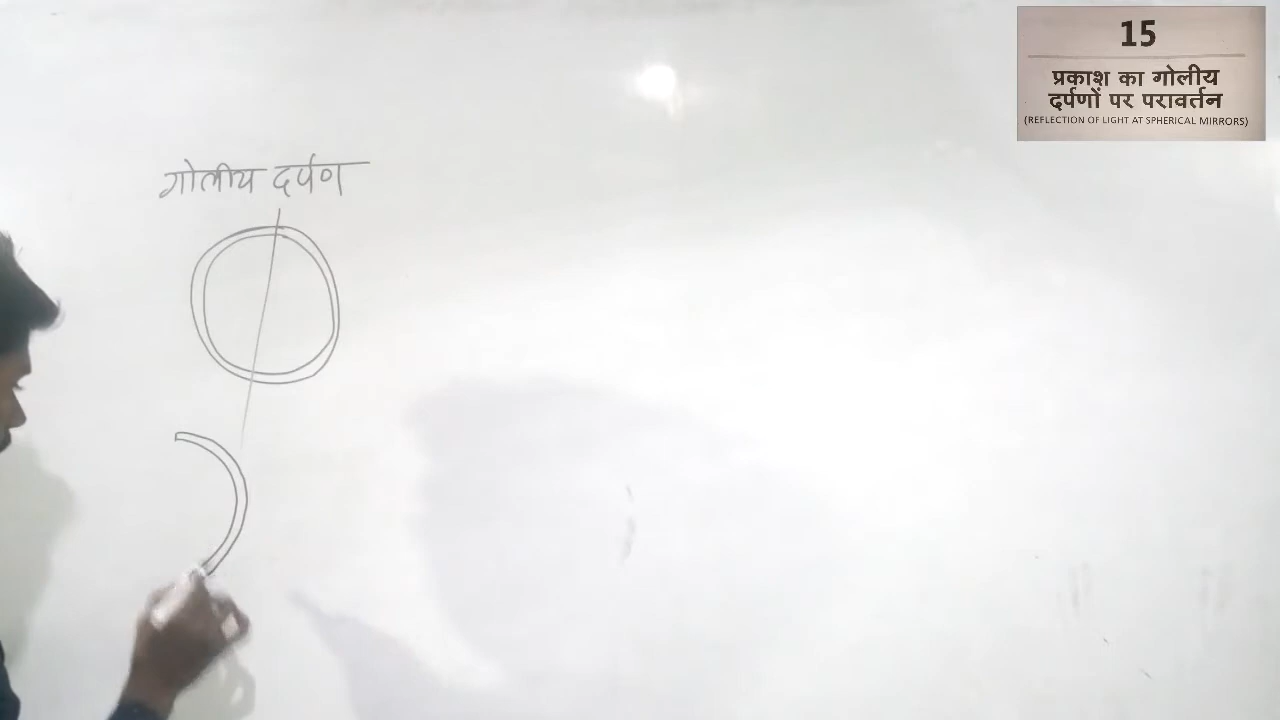 15
प्रकाश का गोलीय
दर्पणों पर परावर्तन
(REFLECTION OF LIGHT AT SPHERICAL MIRRORS)
गोलीय दर्पण